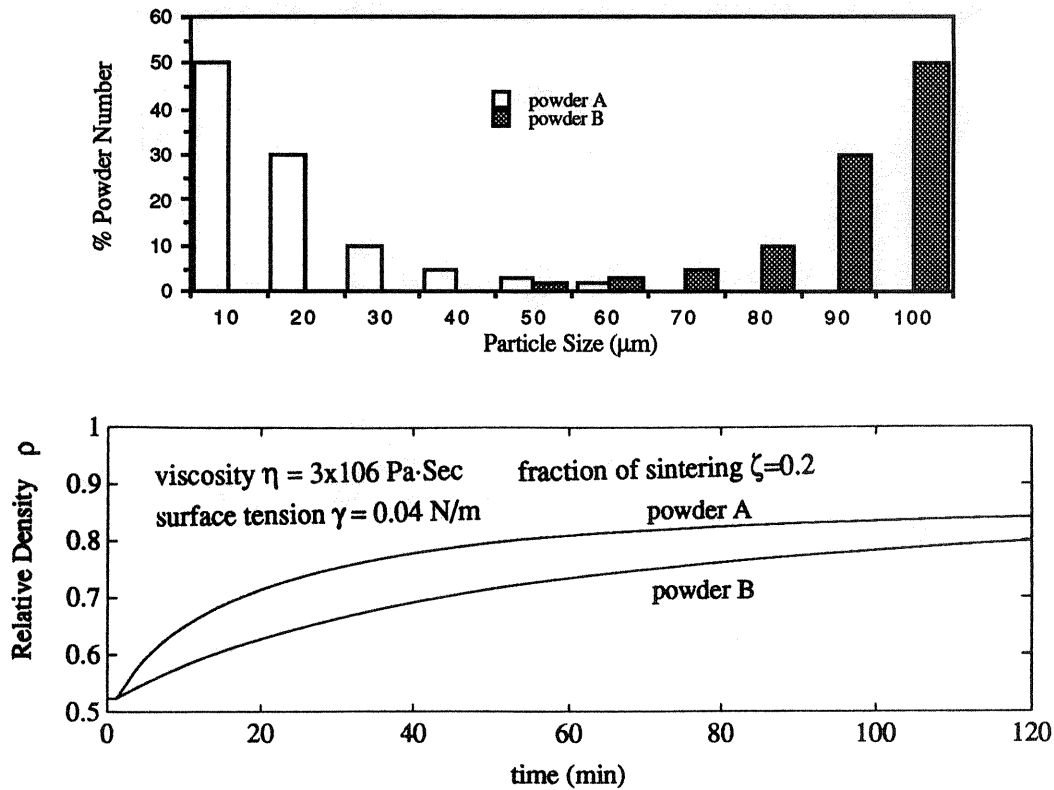 60
50
40
30
20
10
0
% Powder Number
powder A
powder B
10 20 30 40 50 60 70 80 90 100
Particle Size (μm)
1
0.9
0.8
0.7
0.6
0.5
Relative Density ρ
viscosity η = 3x106 Pa·Sec fraction of sintering ζ=0.2
surface tension γ = 0.04 N/m
powder A
powder B
0 20 40 60 80 100 120
time (min)